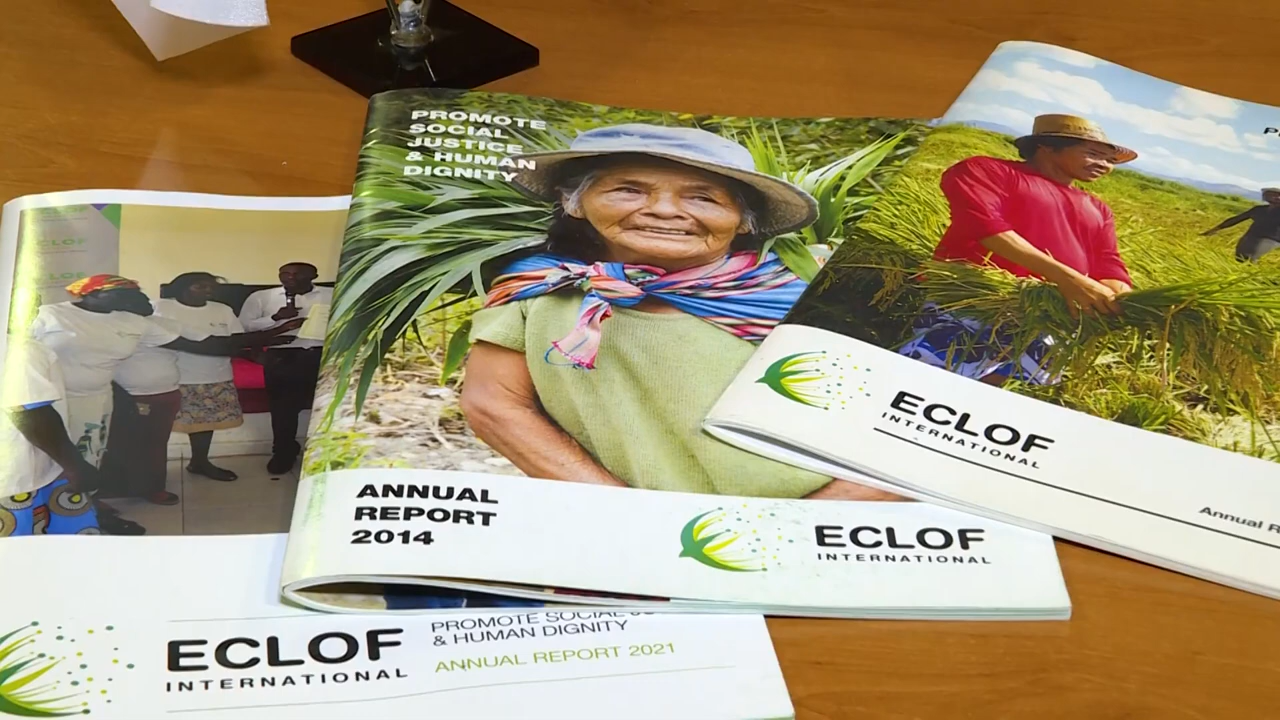 PROMOTE
SOCIAL
JUSTICE
& HUMAN
DIGNITY
ANNUAL
REPORT
2014
ECLOF
INTERNATIONAL
ECLOF
INTERNATIONAL
Annual
ECLOF
ECLOF
INTERNATIONAL
PROMOTE SOCIAL
& HUMAN DIGNITY
ANNUAL REPORT 2021